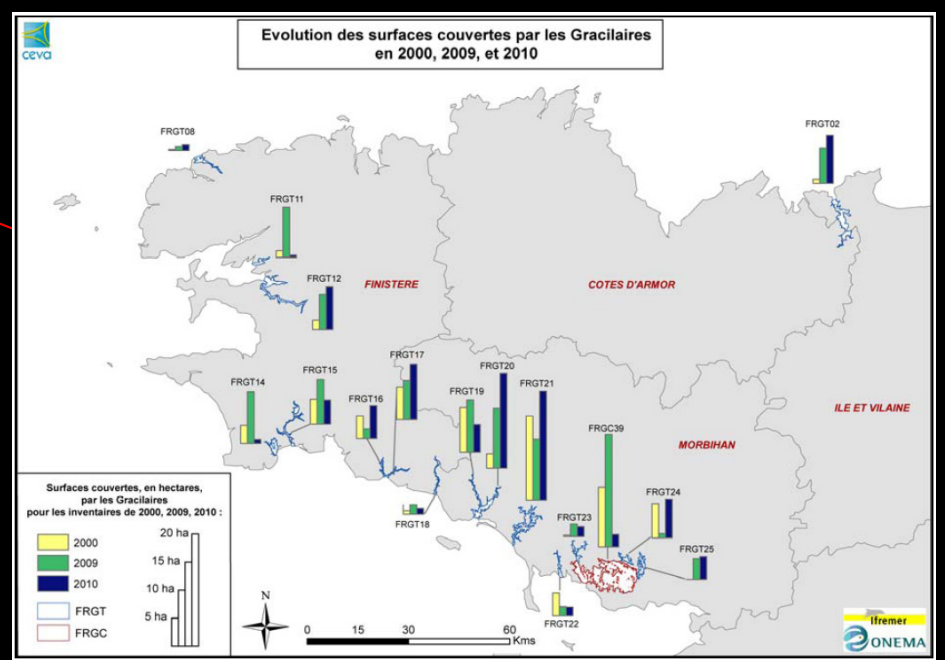 ceva
Evolution des surfaces couvertes par les Gracilaires
en 2000, 2009, et 2010
FRGT08
FRGT02
FRGT11
FRGT12
FINISTERE
COTES D'ARMOR
FRGT14
FRGT15
FRGT16
FRGT17
FRGT19
FRGT20
FRGT21
FRGC39
MORBIHAN
ILE ET VILAINE
FRGT18
FRGT23
FRGT24
FRGT25
FRGT22
Surfaces couvertes, en hectares,
par les Gracilaires
pour les inventaires de 2000, 2009, 2010 :
2000
2009
2010
FRGT
FRGC
20 ha
15 ha
10 ha
5 ha
N
0 15 30 60
Kms
Ifremer
ONEMA